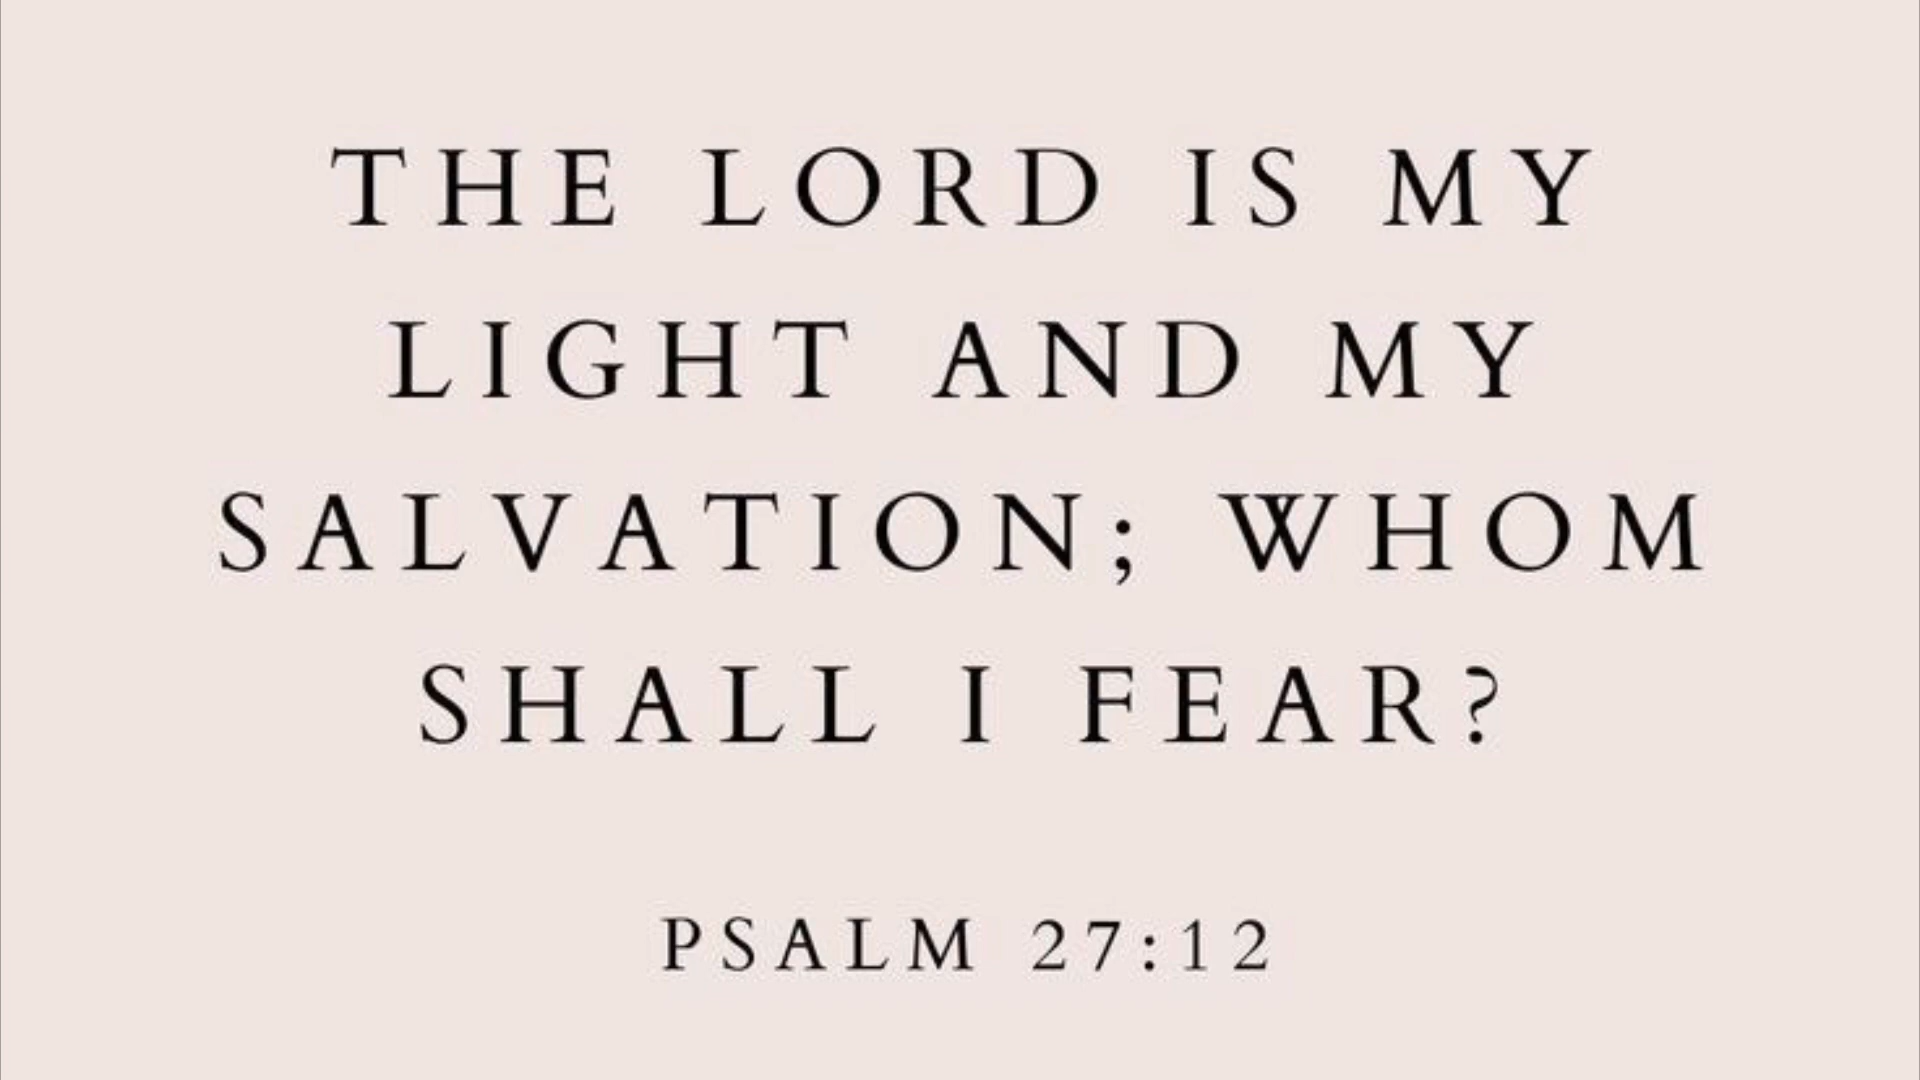 THE LORD IS MY
LIGHT AND MY
SALVATION; WHOM
SHALL I FEAR?
PSALM 27:12